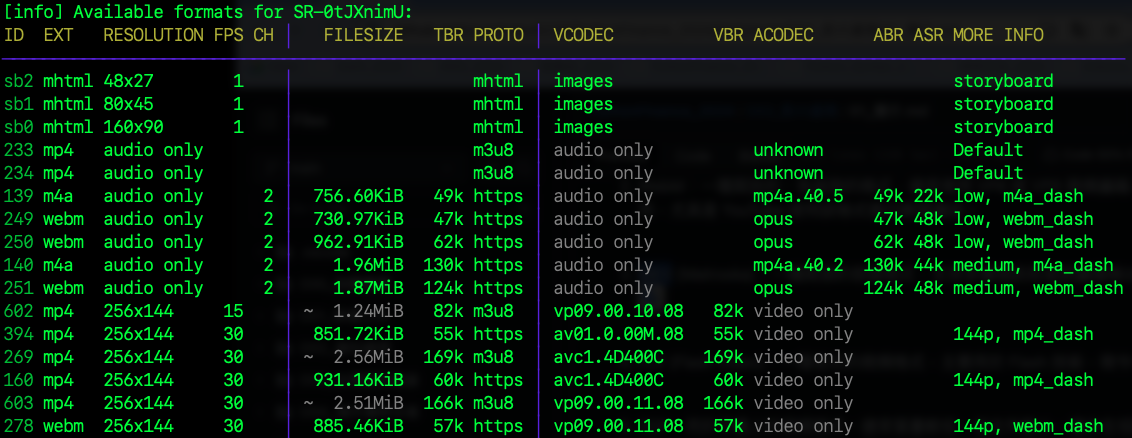 [info] Available formats for SR-0tJXnimU:
ID EXT RESOLUTION FPS CH | FILESIZE TBR PROTO | VCODEC VBR ACODEC ABR ASR MORE INFO
sb2 mhtml 48x27 1 | mhtml | images storyboard
sb1 mhtml 80x45 1 | mhtml | images storyboard
sb0 mhtml 160x90 1 | mhtml | images storyboard
233 mp4 audio only | m3u8 | audio only unknown Default
234 mp4 audio only | m3u8 | audio only unknown Default
139 m4a audio only 2 | 756.60KiB 49k https | audio only mp4a.40.5 49k 22k low, m4a_dash
249 webm audio only 2 | 730.97KiB 47k https | audio only opus 47k 48k low, webm_dash
250 webm audio only 2 | 962.91KiB 62k https | audio only opus 62k 48k low, webm_dash
140 m4a audio only 2 | 1.96MiB 130k https | audio only mp4a.40.2 130k 44k medium, m4a_dash
251 webm audio only 2 | 1.87MiB 124k https | audio only opus 124k 48k medium, webm_dash
602 mp4 256x144 15 | ~ 1.24MiB 82k m3u8 | vp09.00.10.08 82k video only
394 mp4 256x144 30 | 851.72KiB 55k https | av01.0.00M.08 55k video only 144p, mp4_dash
269 mp4 256x144 30 | ~ 2.56MiB 169k m3u8 | avc1.4D400C 169k video only
160 mp4 256x144 30 | 931.16KiB 60k https | avc1.4D400C 60k video only 144p, mp4_dash
603 mp4 256x144 30 | ~ 2.51MiB 166k m3u8 | vp09.00.11.08 166k video only
278 webm 256x144 30 | 885.46KiB 57k https | vp09.00.11.08 57k video only 144p, webm_dash